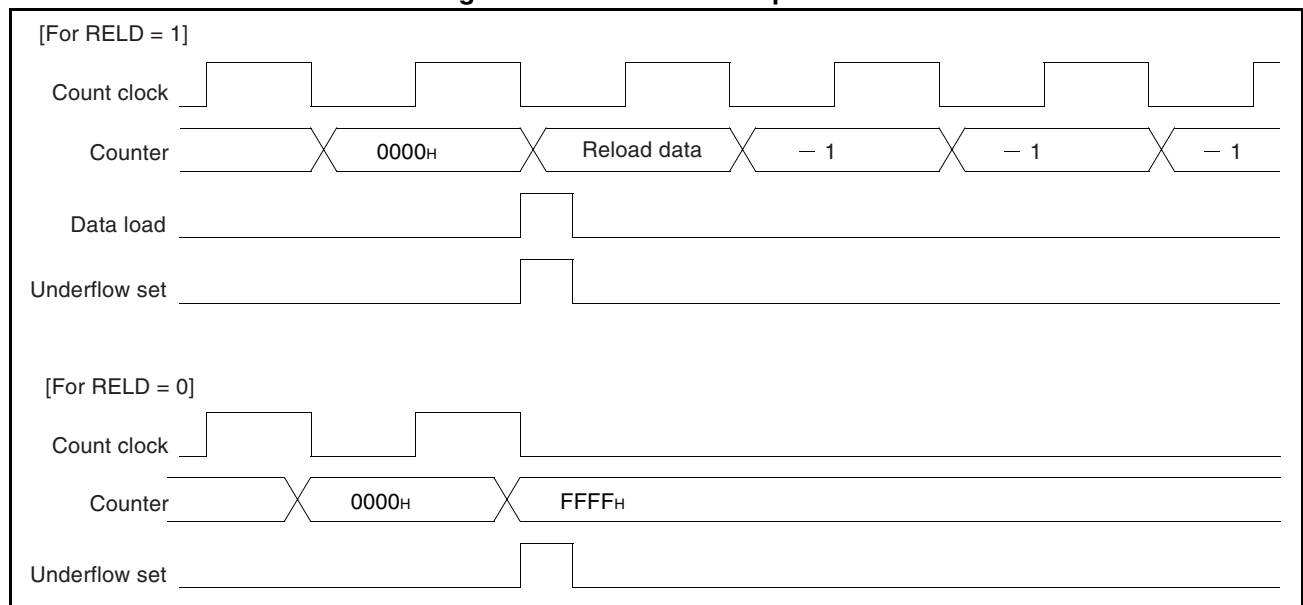 [For RELD = 1]
Count clock
Counter 0000H Reload data – 1 – 1 – 1
Data load
Underflow set
[For RELD = 0]
Count clock
Counter 0000H FFFFH
Underflow set